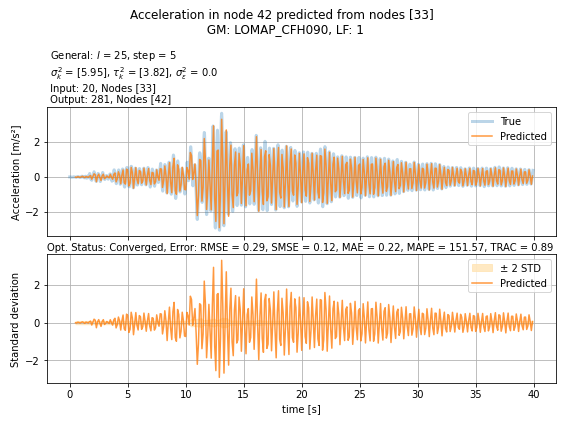 Acceleration in node 42 predicted from nodes [33]
GM: LOMAP_CFH090, LF: 1
General: l = 25, step = 5
σ²ₖ = [5.95], τ²ₖ = [3.82], σ²ε = 0.0
Input: 20, Nodes [33]
Output: 281, Nodes [42]
Acceleration [m/s²]
2
0
−2
True
Predicted
Opt. Status: Converged, Error: RMSE = 0.29, SMSE = 0.12, MAE = 0.22, MAPE = 151.57, TRAC = 0.89
Standard deviation
2
0
−2
± 2 STD
Predicted
0 5 10 15 20 25 30 35 40
time [s]